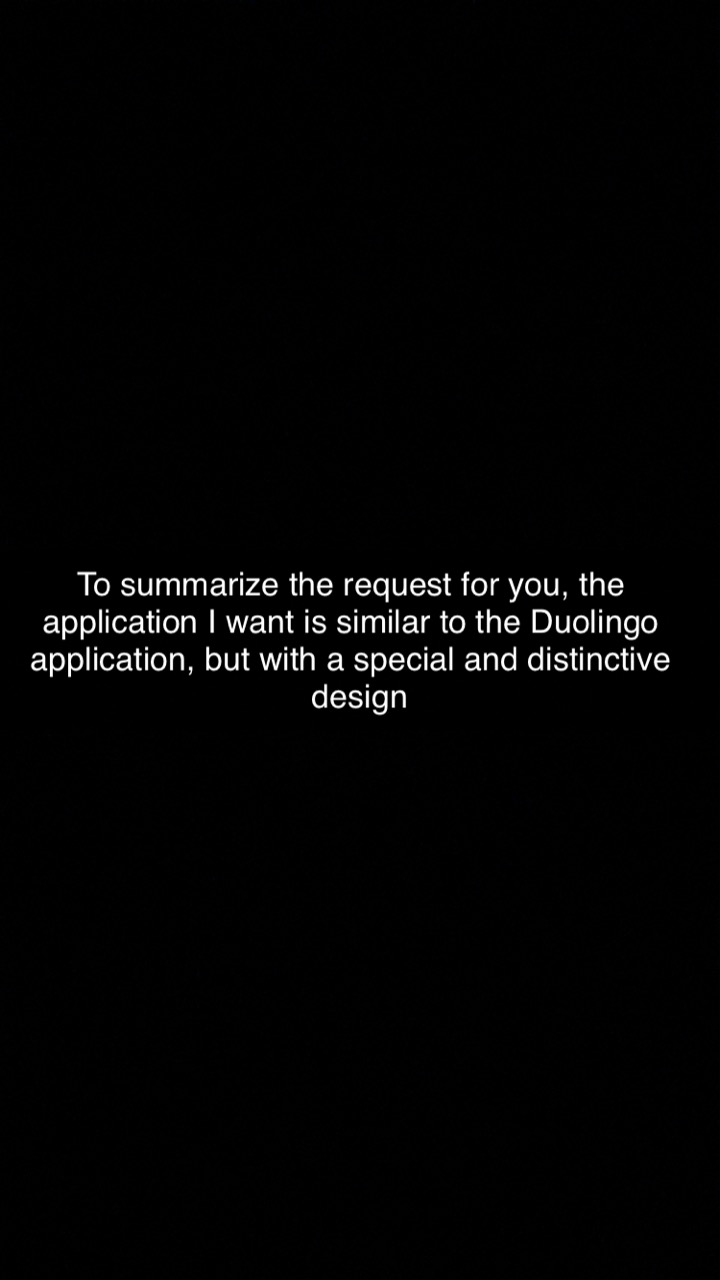 To summarize the request for you, the
application I want is similar to the Duolingo
application, but with a special and distinctive
design